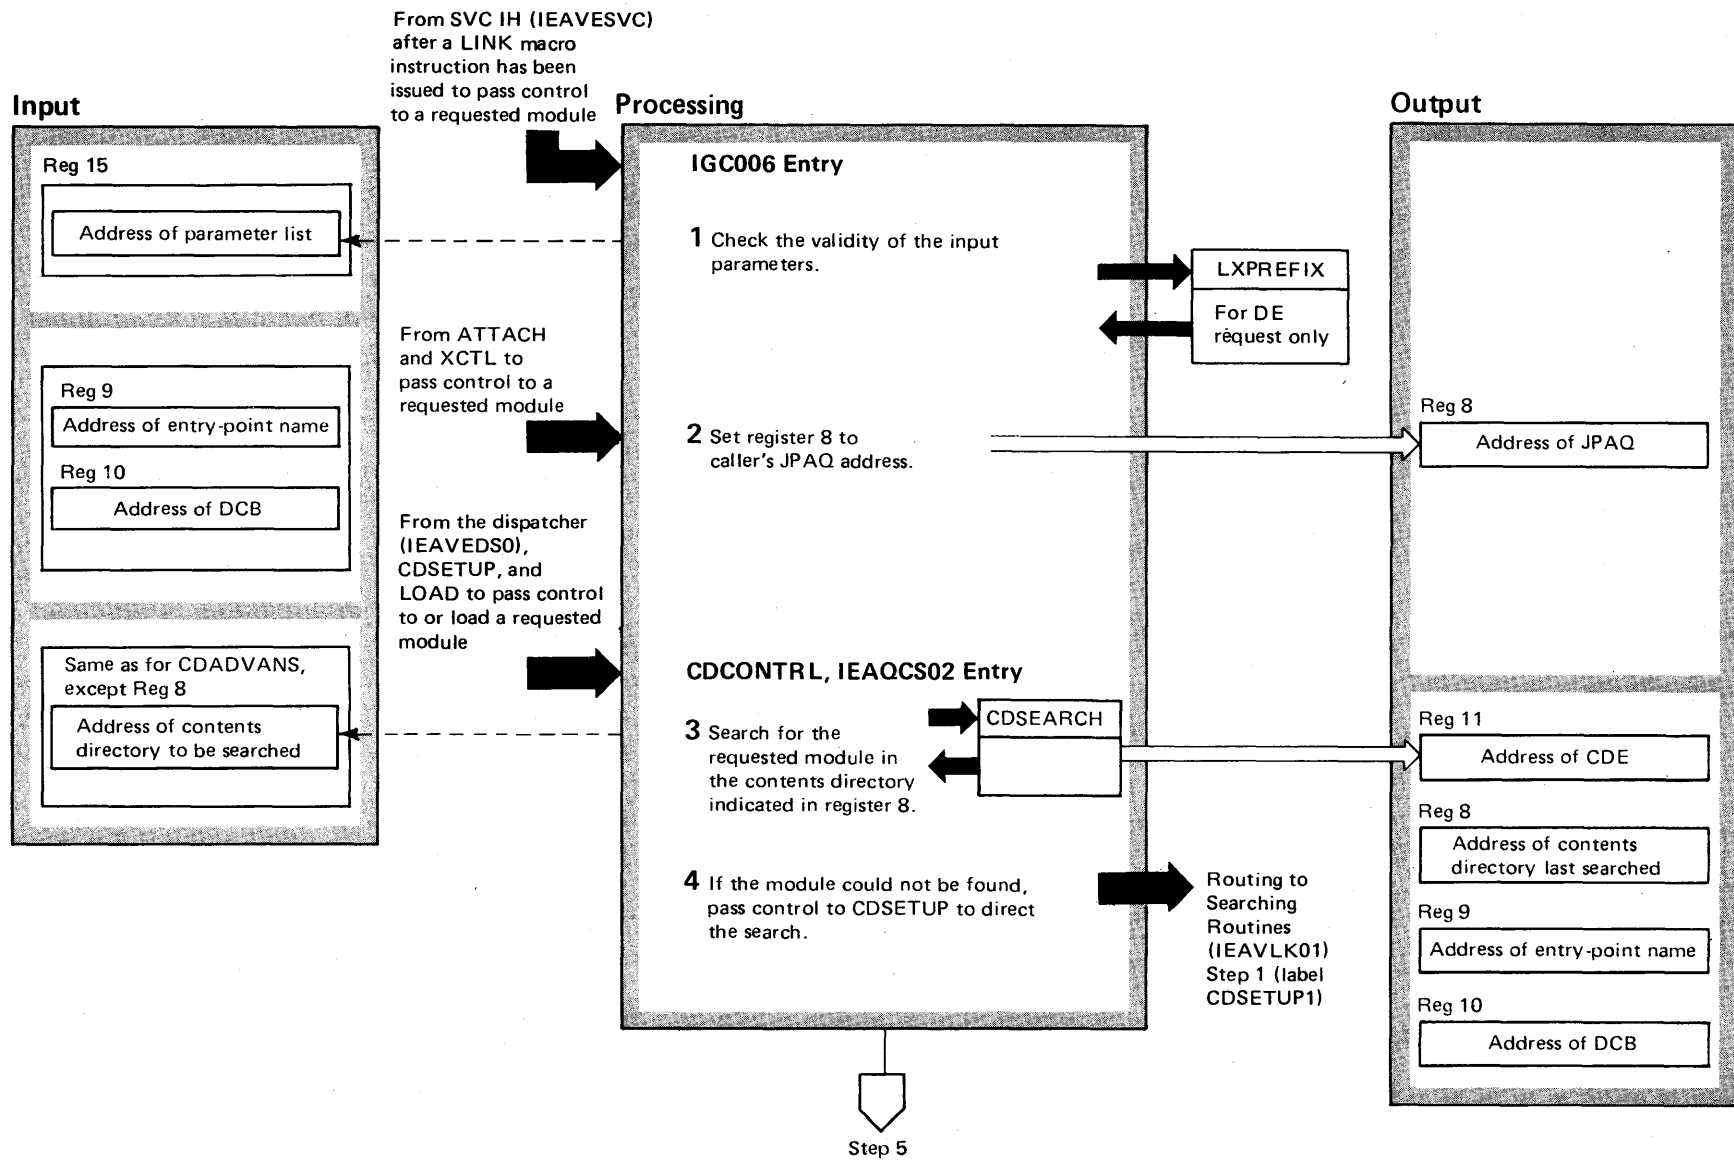 From SVC IH (IEAVESVC)
after a LINK macro
instruction has been
issued to pass control
to a requested module
Input
Reg 15
Address of parameter list
Reg 9
Address of entry-point name
Reg 10
Address of DCB
Same as for CDADVANS,
except Reg 8
Address of contents
directory to be searched
From ATTACH
and XCTL to
pass control to a
requested module
From the dispatcher
(IEAVEDS0),
CDSETUP, and
LOAD to pass control
to or load a requested
module
Processing
IGC006 Entry
1 Check the validity of the input
parameters.
LXPREFIX
For DE
request only
2 Set register 8 to
caller's JPAQ address.
CDCONTRL, IEAQCS02 Entry
3 Search for the
requested module in
the contents directory
indicated in register 8.
CDSEARCH
4 If the module could not be found,
pass control to CDSETUP to direct
the search.
Routing to
Searching
Routines
(IEAVLK01)
Step 1 (label
CDSETUP1)
Step 5
Output
Reg 8
Address of JPAQ
Reg 11
Address of CDE
Reg 8
Address of contents
directory last searched
Reg 9
Address of entry-point name
Reg 10
Address of DCB